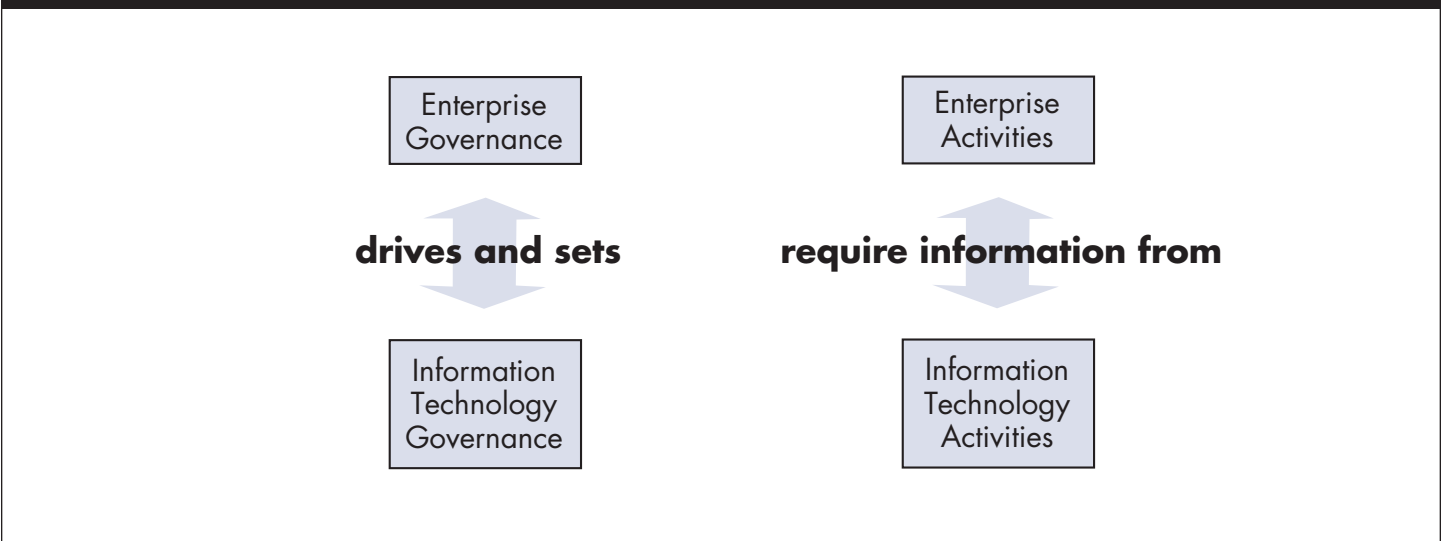 Enterprise
Governance
drives and sets
Information
Technology
Governance
Enterprise
Activities
require information from
Information
Technology
Activities